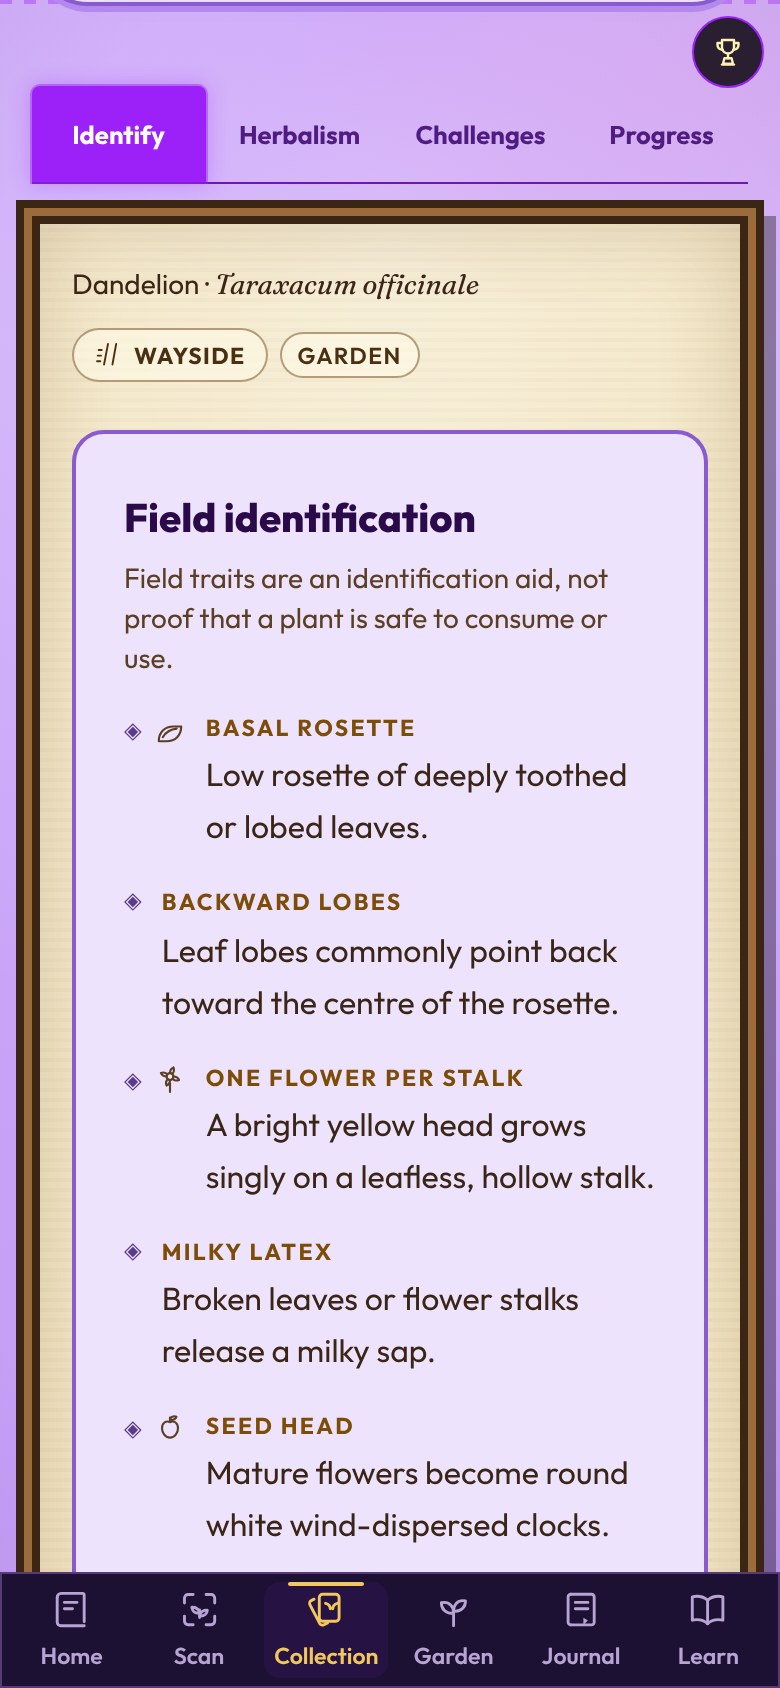 Identify
Herbalism
Challenges
Progress
Dandelion · Taraxacum officinale
WAYSIDE
GARDEN
Field identification
Field traits are an identification aid, not
proof that a plant is safe to consume or
use.
BASAL ROSETTE
Low rosette of deeply toothed
or lobed leaves.
BACKWARD LOBES
Leaf lobes commonly point back
toward the centre of the rosette.
ONE FLOWER PER STALK
A bright yellow head grows
singly on a leafless, hollow stalk.
MILKY LATEX
Broken leaves or flower stalks
release a milky sap.
SEED HEAD
Mature flowers become round
white wind-dispersed clocks.
Home
Scan
Collection
Garden
Journal
Learn